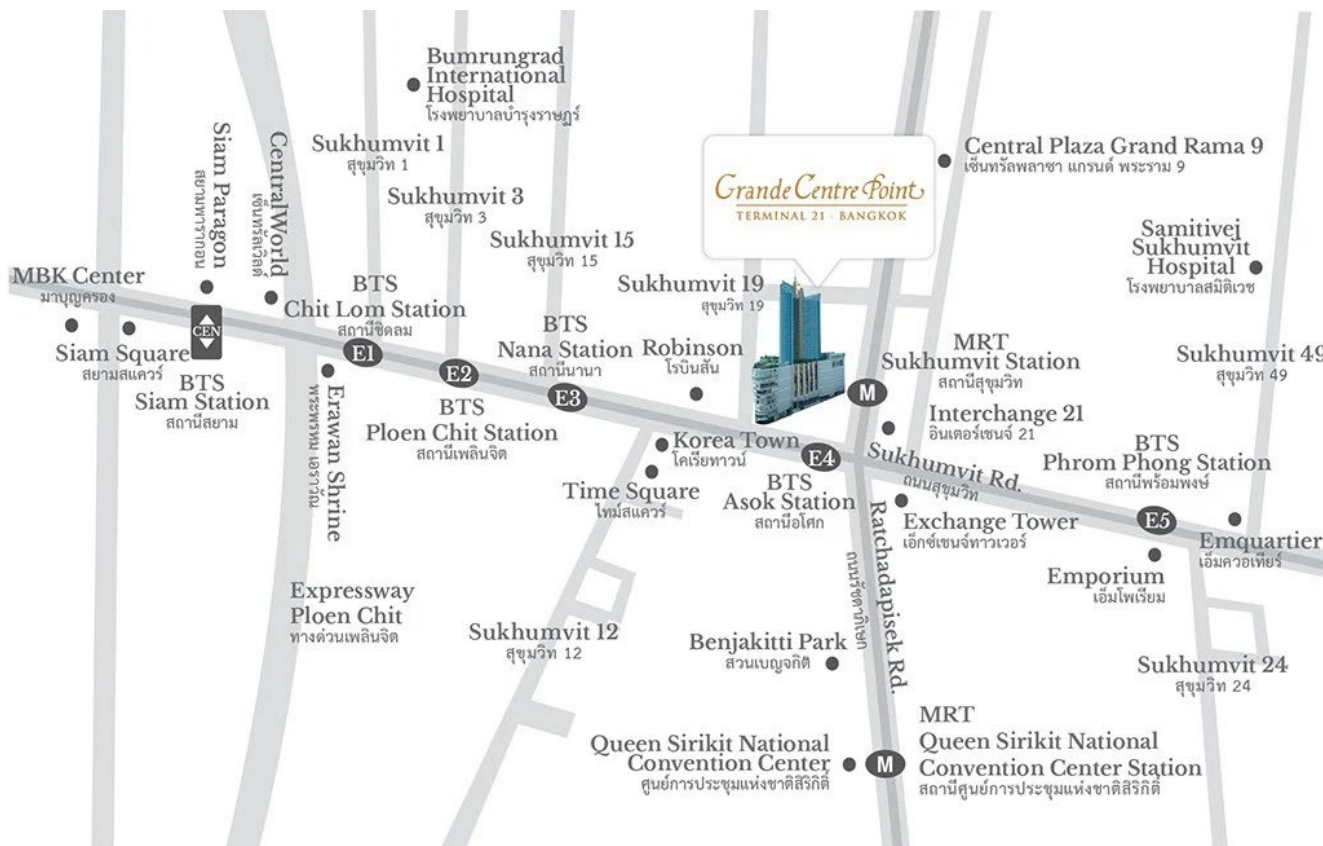 Bumrungrad
International
Hospital
โรงพยาบาลบำรุงราษฎร์
Siam Paragon
สยามพารากอน
CentralWorld
เซ็นทรัลเวิลด์
Sukhumvit 1
สุขุมวิท 1
Sukhumvit 3
สุขุมวิท 3
Sukhumvit 15
สุขุมวิท 15
Grande Centre Point
TERMINAL 21 · BANGKOK
Central Plaza Grand Rama 9
เซ็นทรัลพลาซา แกรนด์ พระราม 9
Samitivej
Sukhumvit
Hospital
โรงพยาบาลสมิติเวช
MBK Center
มาบุญครอง
Siam Square
สยามสแควร์
CEN
BTS
Siam Station
สถานีสยาม
BTS
Chit Lom Station
สถานีชิดลม
E1
Erawan Shrine
พระพรหม เอราวัณ
E2
BTS
Ploen Chit Station
สถานีเพลินจิต
BTS
Nana Station
สถานีนานา
E3
Sukhumvit 19
สุขุมวิท 19
Robinson
โรบินสัน
M
MRT
Sukhumvit Station
สถานีสุขุมวิท
Interchange 21
อินเตอร์เชนจ์ 21
Sukhumvit 49
สุขุมวิท 49
Korea Town
โคเรียทาวน์
Time Square
ไทม์สแควร์
E4
BTS
Asok Station
สถานีอโศก
Sukhumvit Rd.
ถนนสุขุมวิท
BTS
Phrom Phong Station
สถานีพร้อมพงษ์
E5
Exchange Tower
เอ็กซ์เชนจ์ทาวเวอร์
Emquartier
เอ็มควอเทียร์
Emporium
เอ็มโพเรียม
Ratchadapisek Rd.
ถนนรัชดาภิเษก
Expressway
Ploen Chit
ทางด่วนเพลินจิต
Sukhumvit 12
สุขุมวิท 12
Benjakitti Park
สวนเบญจกิติ
Sukhumvit 24
สุขุมวิท 24
Queen Sirikit National
Convention Center
ศูนย์การประชุมแห่งชาติสิริกิติ์
M
MRT
Queen Sirikit National
Convention Center Station
สถานีศูนย์การประชุมแห่งชาติสิริกิติ์